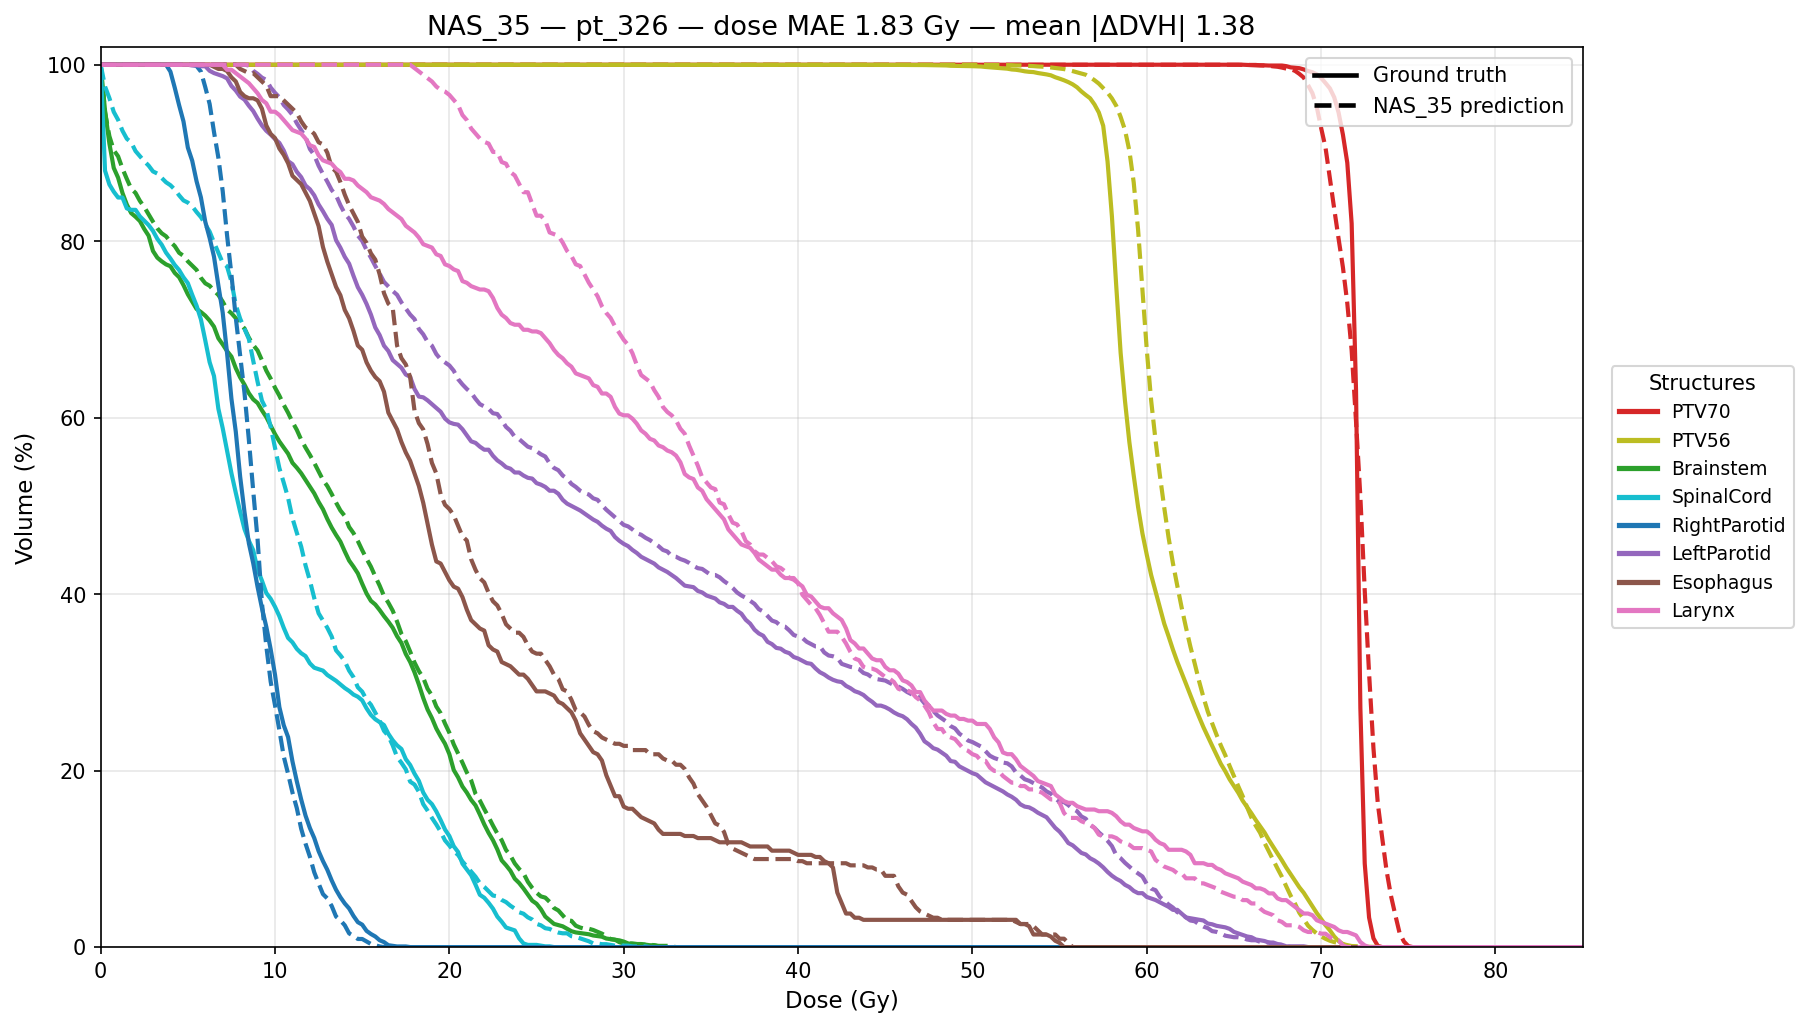 NAS_35 — pt_326 — dose MAE 1.83 Gy — mean |ΔDVH| 1.38
Ground truth
NAS_35 prediction
Structures
PTV70
PTV56
Brainstem
SpinalCord
RightParotid
LeftParotid
Esophagus
Larynx
Volume (%)
100
80
60
40
20
0
0 10 20 30 40 50 60 70 80
Dose (Gy)